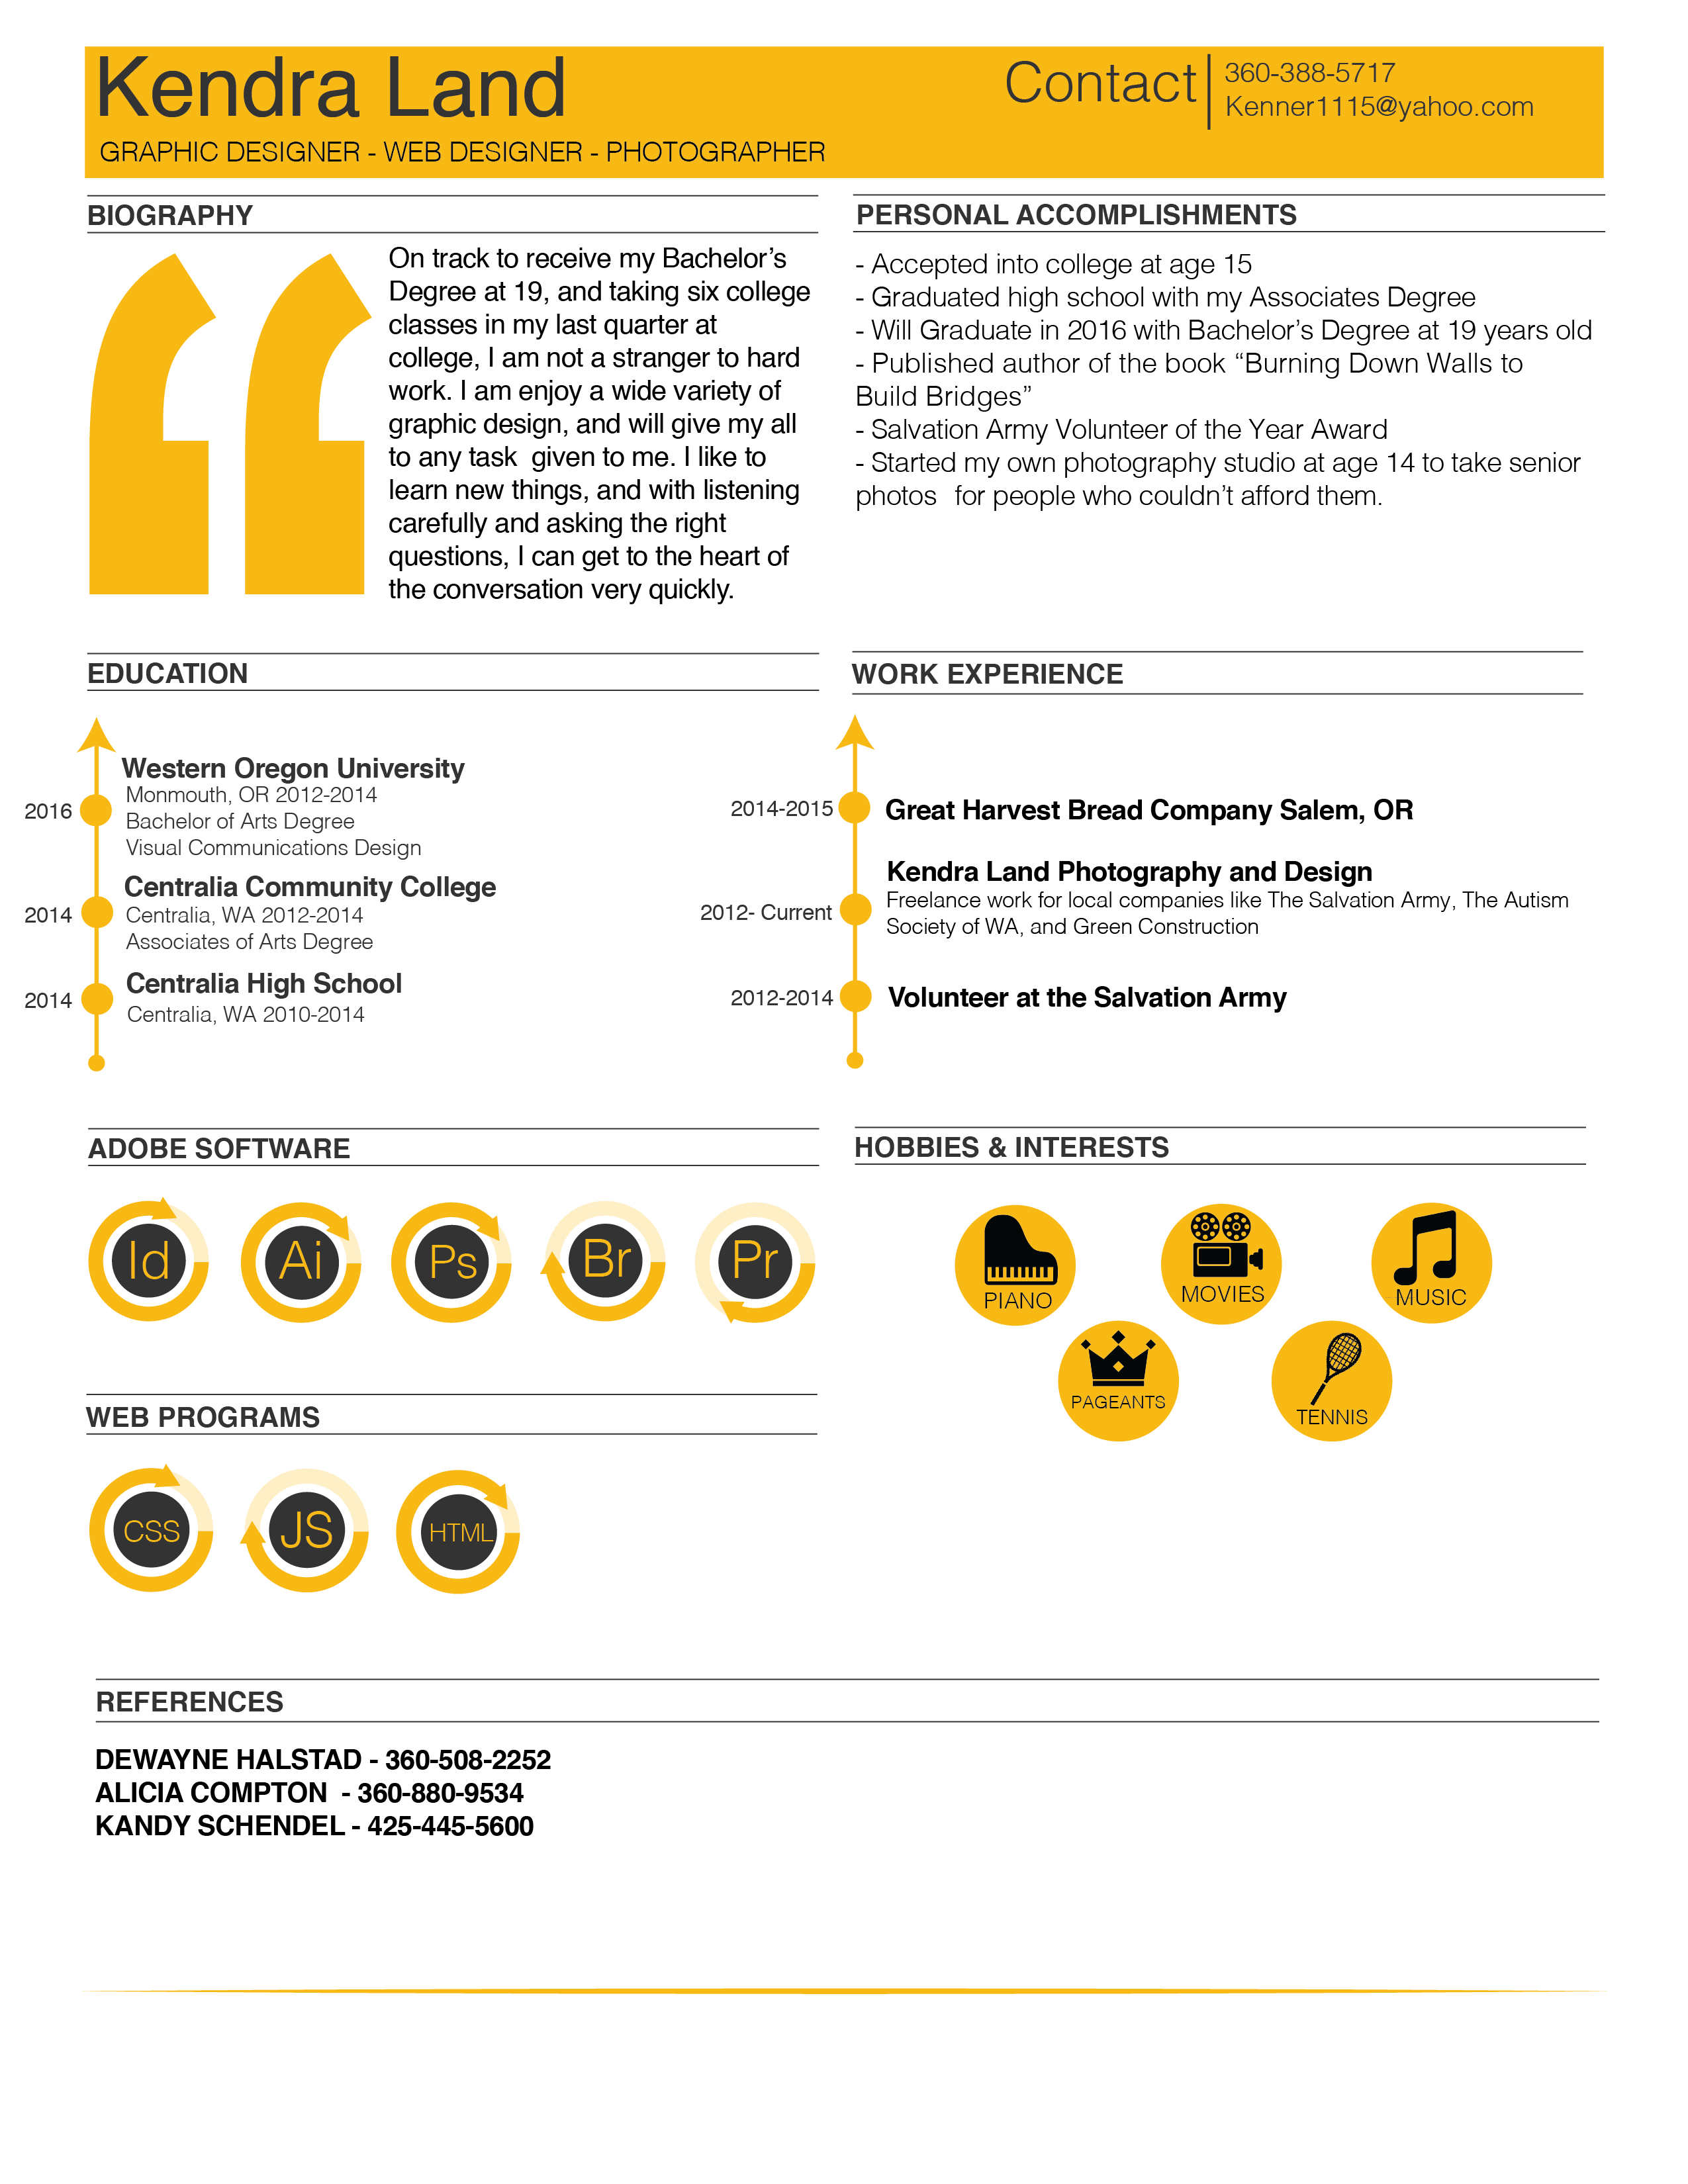 Kendra Land
GRAPHIC DESIGNER - WEB DESIGNER - PHOTOGRAPHER
Contact
360-388-5717
Kenner1115@yahoo.com
BIOGRAPHY
On track to receive my Bachelor’s
Degree at 19, and taking six college
classes in my last quarter at
college, I am not a stranger to hard
work. I am enjoy a wide variety of
graphic design, and will give my all
to any task  given to me. I like to
learn new things, and with listening
carefully and asking the right
questions, I can get to the heart of
the conversation very quickly.
PERSONAL ACCOMPLISHMENTS
- Accepted into college at age 15
- Graduated high school with my Associates Degree
- Will Graduate in 2016 with Bachelor’s Degree at 19 years old
- Published author of the book “Burning Down Walls to
Build Bridges”
- Salvation Army Volunteer of the Year Award
- Started my own photography studio at age 14 to take senior
photos  for people who couldn’t afford them.
EDUCATION
2016
Western Oregon University
Monmouth, OR 2012-2014
Bachelor of Arts Degree
Visual Communications Design
2014
Centralia Community College
Centralia, WA 2012- 2014
Associates of Arts Degree
2014
Centralia High School
Centralia, WA 2010-2014
WORK EXPERIENCE
2014-2015
Great Harvest Bread Company Salem, OR
2012- Current
Kendra Land Photography and Design
Freelance work for local companies like The Salvation Army, The Autism
Society of WA, and Green Construction
2012-2014
Volunteer at the Salvation Army
ADOBE SOFTWARE
Id
Ai
Ps
Br
Pr
HOBBIES & INTERESTS
PIANO
MOVIES
MUSIC
PAGEANTS
TENNIS
WEB PROGRAMS
CSS
JS
HTML
REFERENCES
DEWAYNE HALSTAD - 360-508-2252
ALICIA COMPTON  - 360-880-9534
KANDY SCHENDEL - 425-445-5600